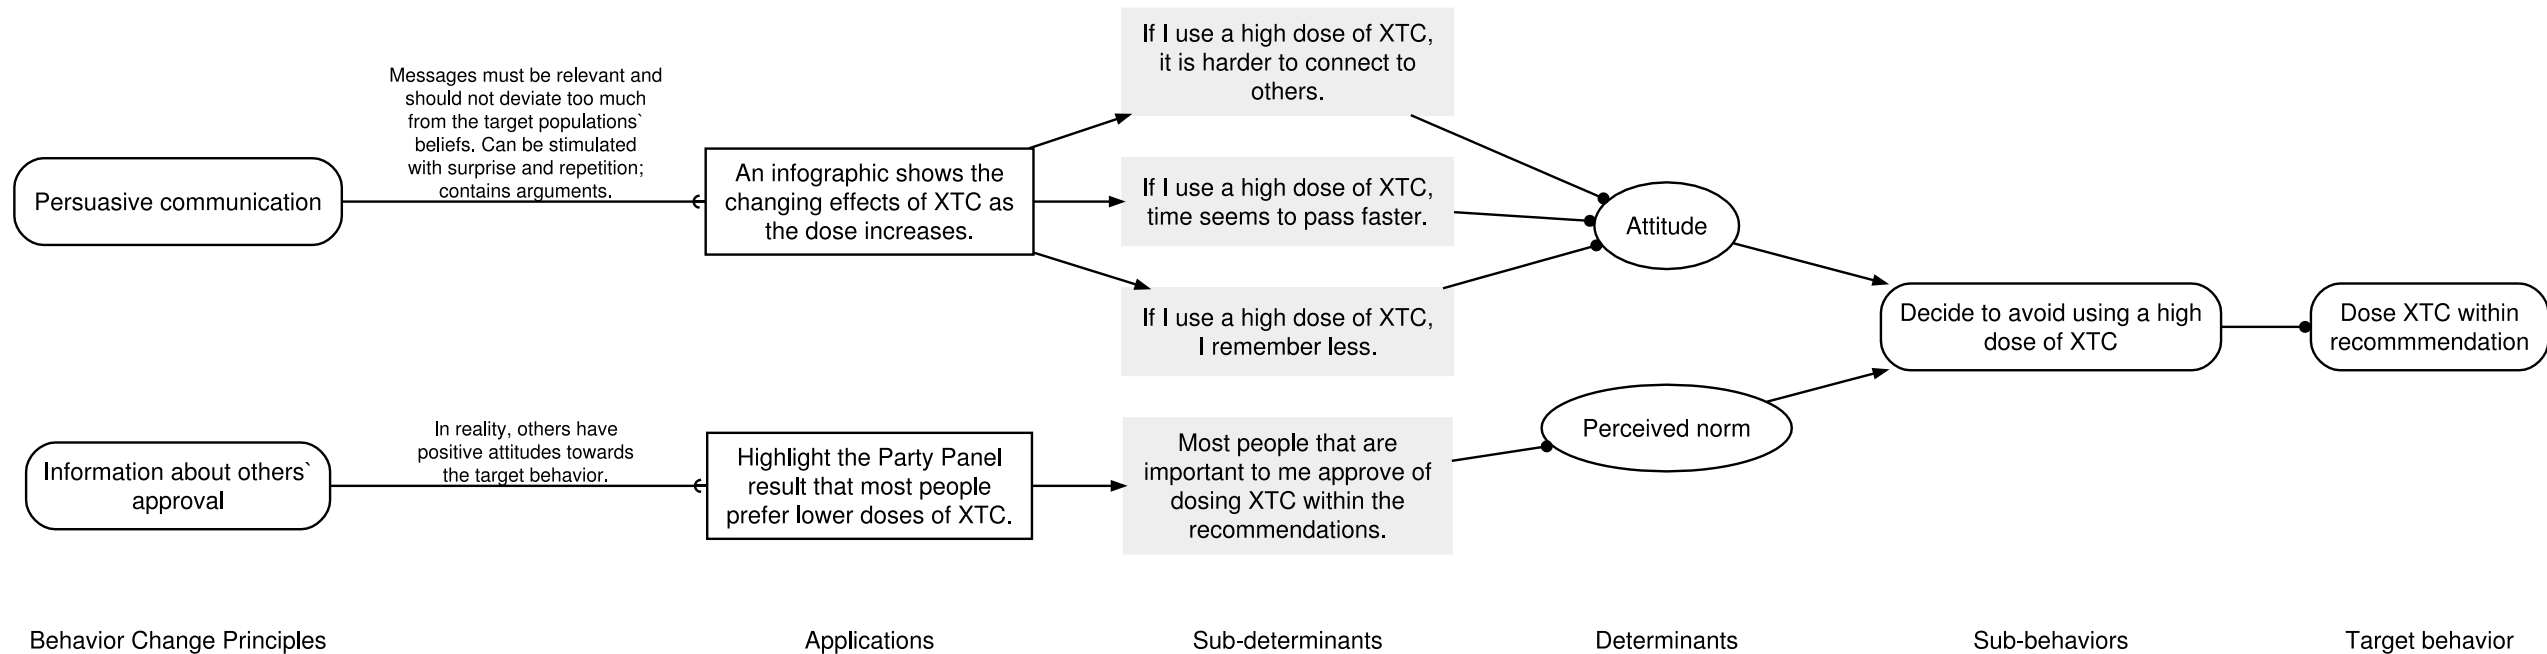 Messages must be relevant and
should not deviate too much
from the target populations`
beliefs. Can be stimulated
with surprise and repetition;
contains arguments.
Persuasive communication
An infographic shows the
changing effects of XTC as
the dose increases.
If I use a high dose of XTC,
it is harder to connect to
others.
If I use a high dose of XTC,
time seems to pass faster.
If I use a high dose of XTC,
I remember less.
Attitude
Decide to avoid using a high
dose of XTC
Dose XTC within
recommmendation
In reality, others have
positive attitudes towards
the target behavior.
Information about others`
approval
Highlight the Party Panel
result that most people
prefer lower doses of XTC.
Most people that are
important to me approve of
dosing XTC within the
recommendations.
Perceived norm
Behavior Change Principles
Applications
Sub-determinants
Determinants
Sub-behaviors
Target behavior